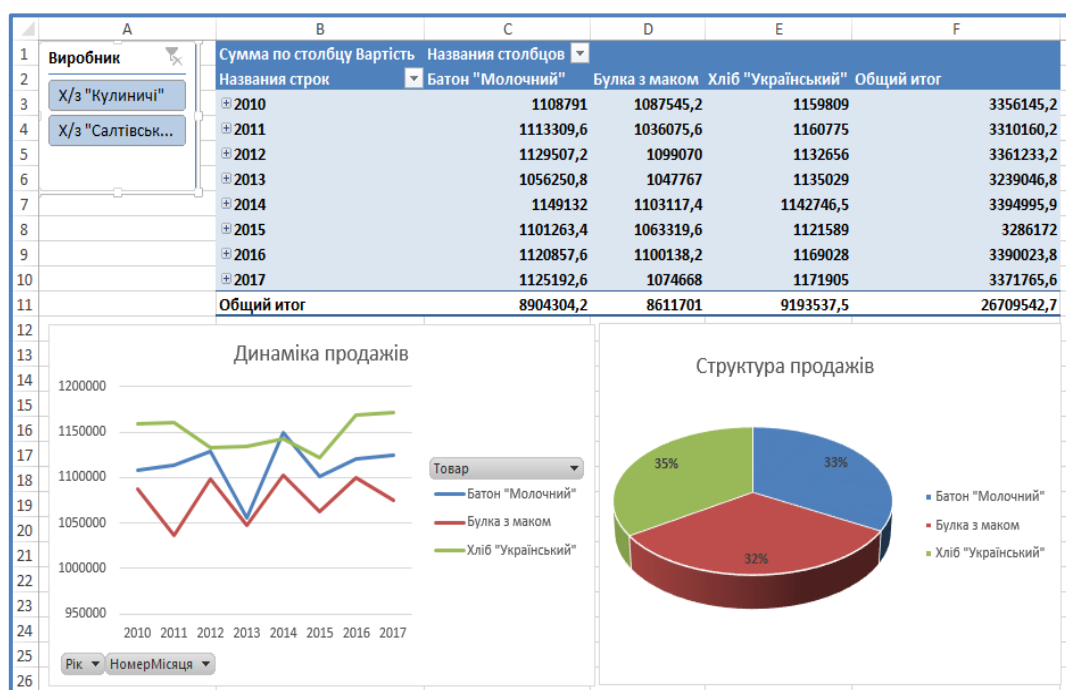 A B C D E F
1 Сумма по столбцу Вартість Названия столбцов
2 Названия строк Батон "Молочний" Булка з маком Хліб "Український" Общий итог
3 2010 1108791 1087545,2 1159809 3356145,2
4 2011 1113309,6 1036075,6 1160775 3310160,2
5 2012 1129507,2 1099070 1132656 3361233,2
6 2013 1056250,8 1047767 1135029 3239046,8
7 2014 1149132 1103117,4 1142746,5 3394995,9
8 2015 1101263,4 1063319,6 1121589 3286172
9 2016 1120857,6 1100138,2 1169028 3390023,8
10 2017 1125192,6 1074668 1171905 3371765,6
11 Общий итог 8904304,2 8611701 9193537,5 26709542,7
12
13
14
15
16
17
18
19
20
21
22
23
24
25
26
Виробник
Х/з "Кулиничі"
Х/з "Салтівськ...
Динаміка продажів
1200000
1150000
1100000
1050000
1000000
950000
2010 2011 2012 2013 2014 2015 2016 2017
Товар
Батон "Молочний"
Булка з маком
Хліб "Український"
Рік НомерМісяця
Структура продажів
35% 33%
32%
Батон "Молочний"
Булка з маком
Хліб "Український"